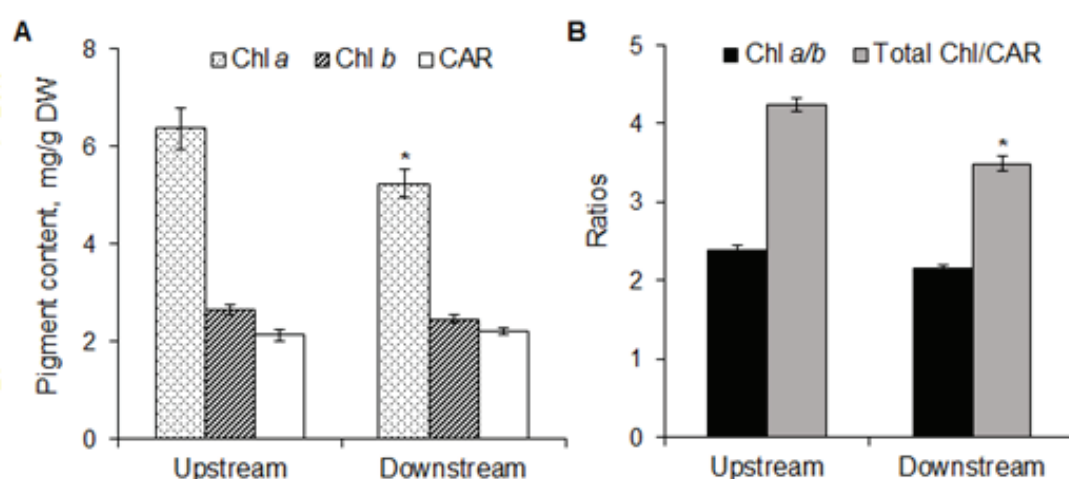 A
8
6
4
2
0
Pigment content, mg/g DW
Chl a Chl b CAR
*
Upstream Downstream
B
5
4
3
2
1
0
Ratios
Chl a/b Total Chl/CAR
*
Upstream Downstream